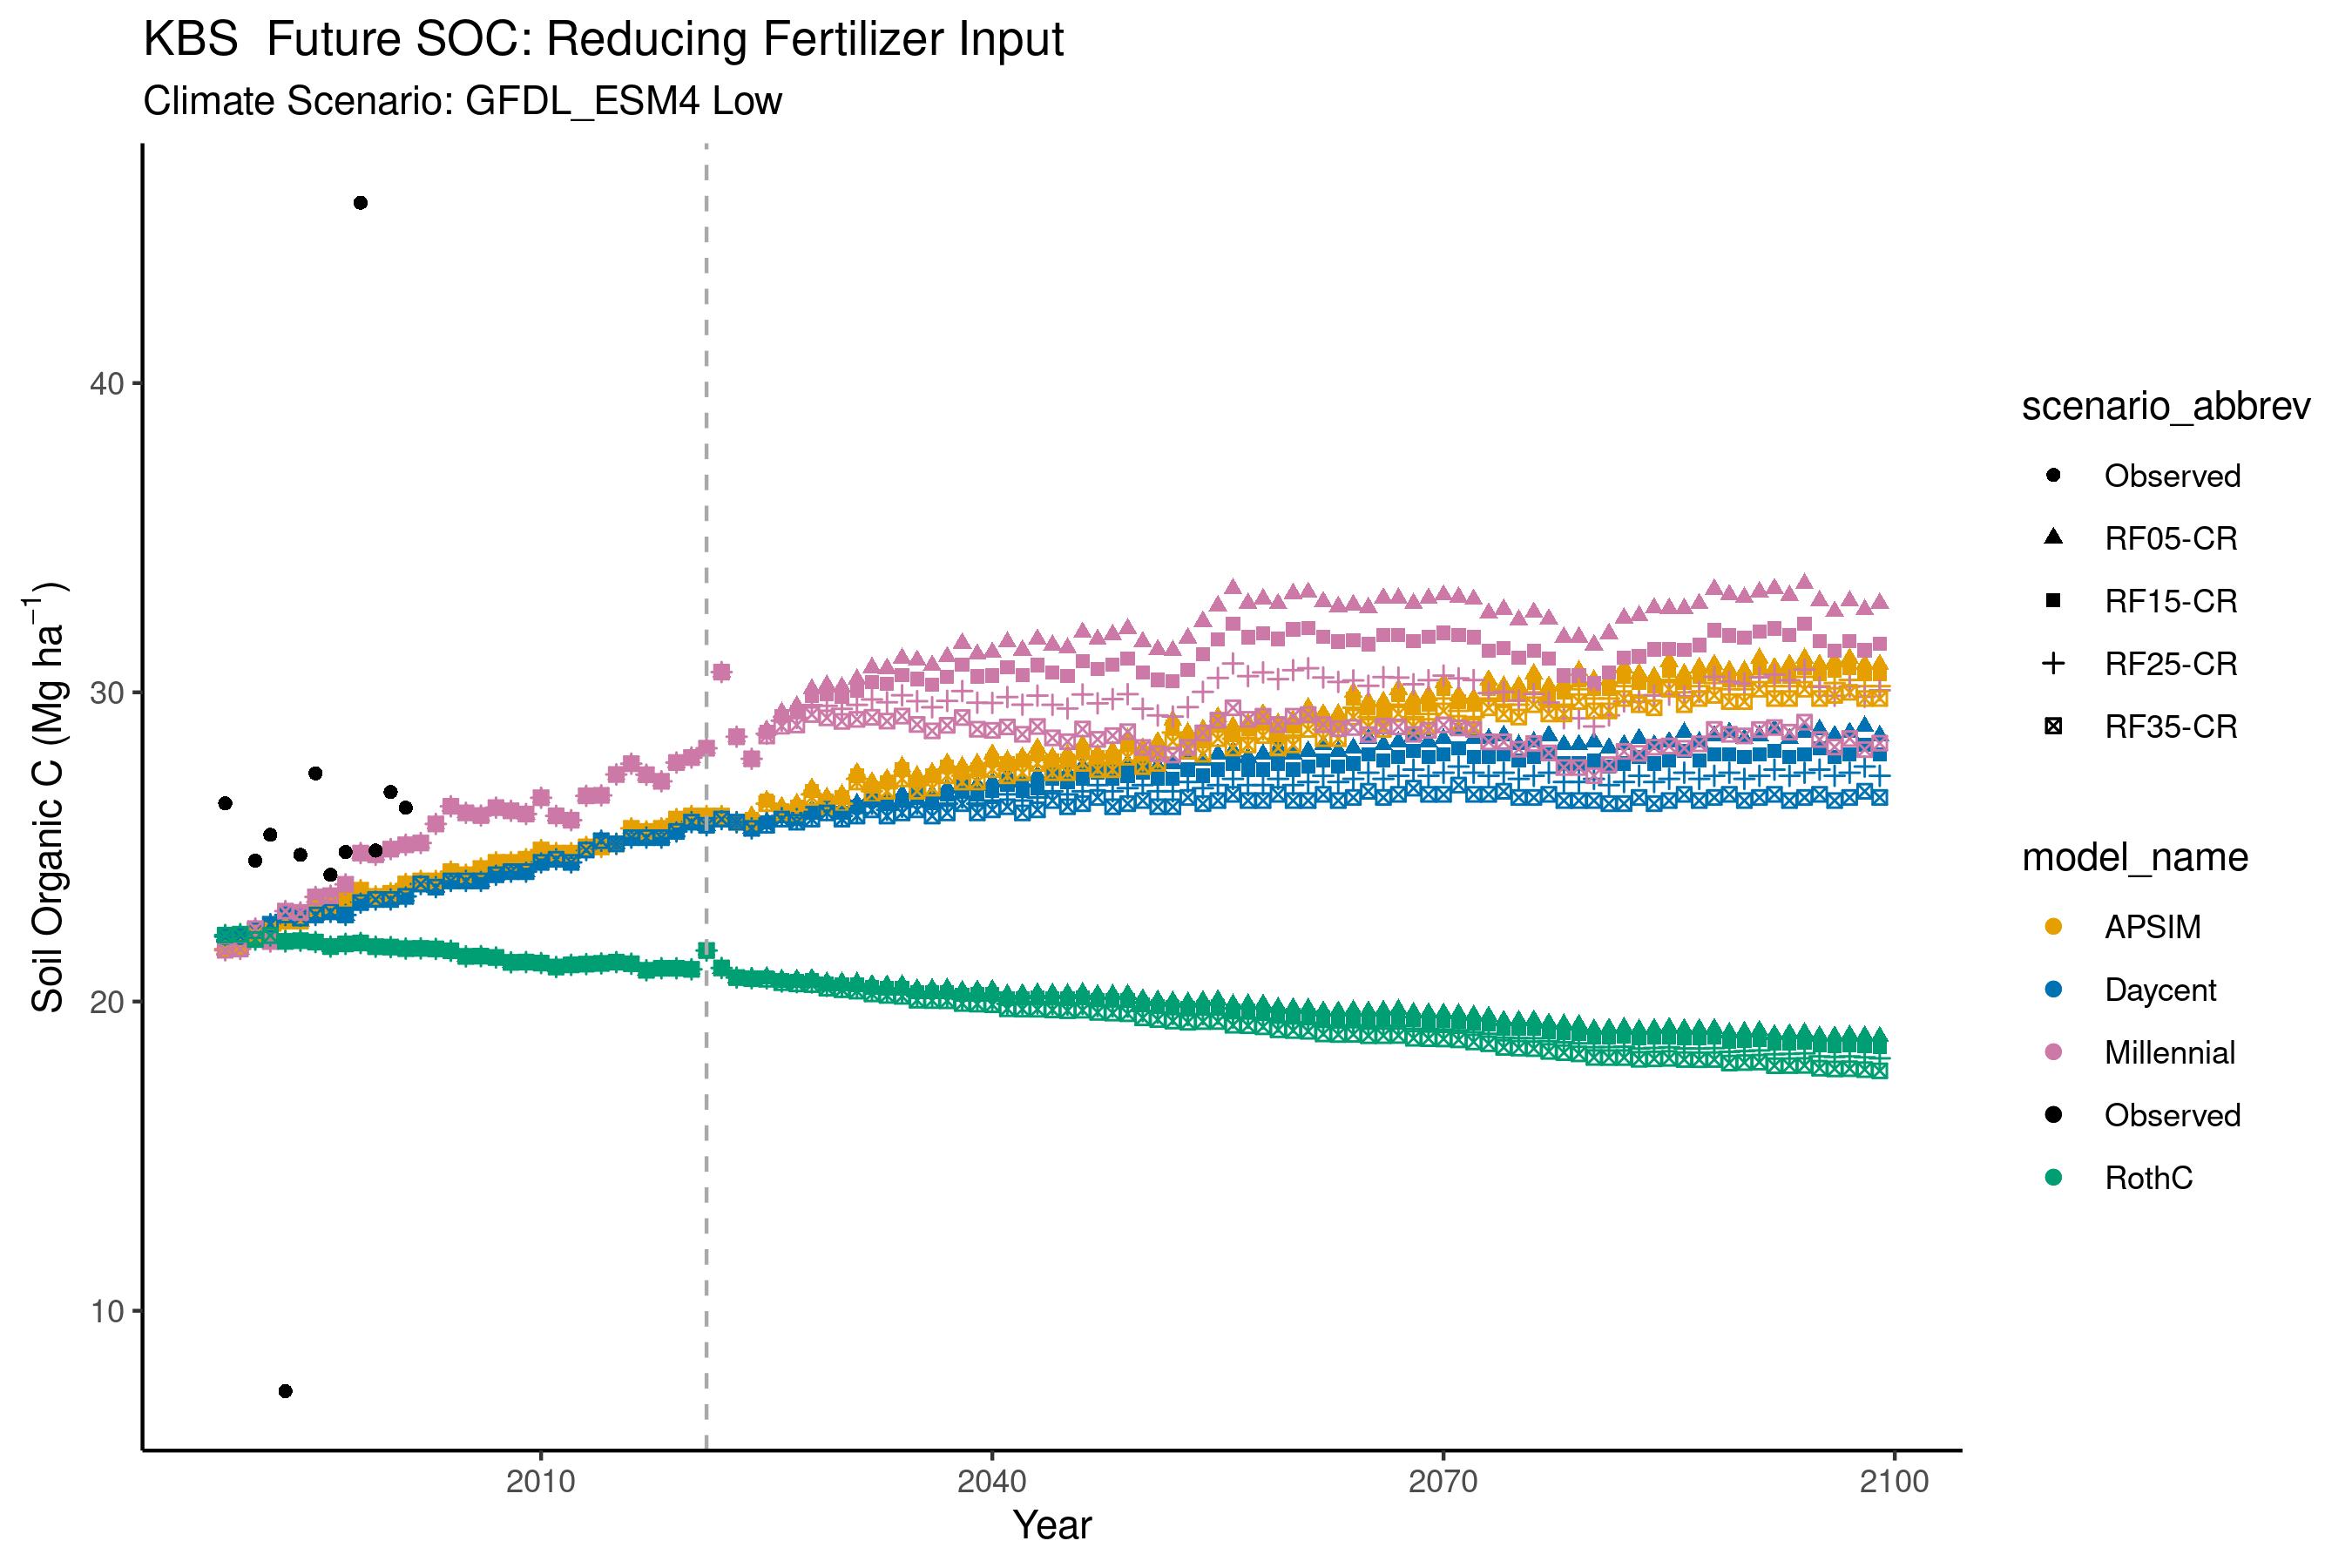 KBS  Future SOC: Reducing Fertilizer Input
Climate Scenario: GFDL_ESM4 Low
Soil Organic C (Mg ha⁻¹)
40
30
20
10
2010
2040
2070
2100
Year
scenario_abbrev
Observed
RF05-CR
RF15-CR
RF25-CR
RF35-CR
model_name
APSIM
Daycent
Millennial
Observed
RothC